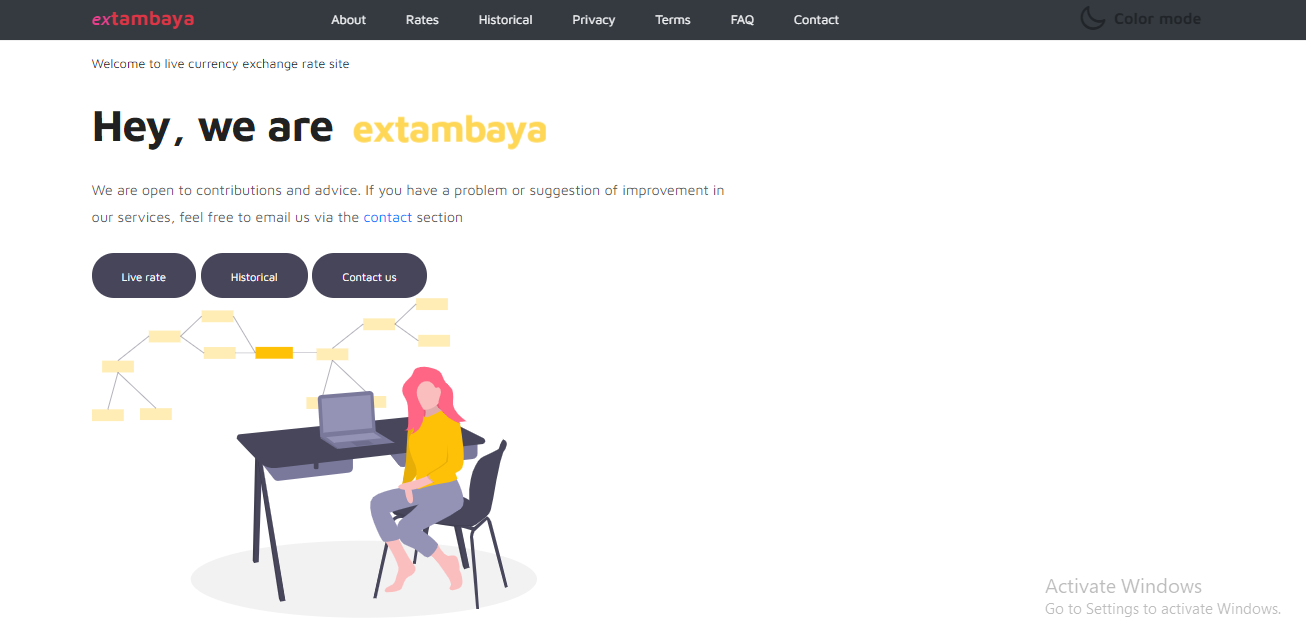 extambaya About Rates Historical Privacy Terms FAQ Contact Color mode
Welcome to live currency exchange rate site
Hey, we are extambaya
We are open to contributions and advice. If you have a problem or suggestion of improvement in
our services, feel free to email us via the contact section
Live rate Historical Contact us
Activate Windows
Go to Settings to activate Windows.